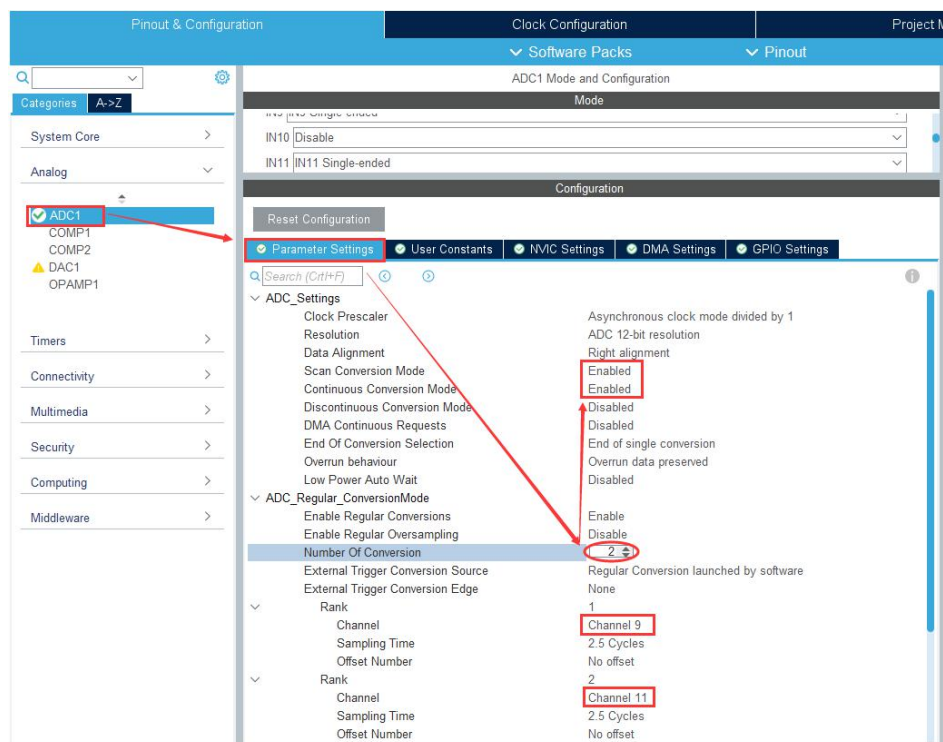 Pinout & Configuration
Clock Configuration
Project M
Software Packs
Pinout
Categories
A->Z
System Core
Analog
ADC1
COMP1
COMP2
DAC1
OPAMP1
Timers
Connectivity
Multimedia
Security
Computing
Middleware
ADC1 Mode and Configuration
Mode
IN9 IN9 Single-ended
IN10 Disable
IN11 IN11 Single-ended
Configuration
Reset Configuration
Parameter Settings
User Constants
NVIC Settings
DMA Settings
GPIO Settings
Search (Crtl+F)
ADC_Settings
Clock Prescaler Asynchronous clock mode divided by 1
Resolution ADC 12-bit resolution
Data Alignment Right alignment
Scan Conversion Mode Enabled
Continuous Conversion Mode Enabled
Discontinuous Conversion Mode Disabled
DMA Continuous Requests Disabled
End Of Conversion Selection End of single conversion
Overrun behaviour Overrun data preserved
Low Power Auto Wait Disabled
ADC_Regular_ConversionMode
Enable Regular Conversions Enable
Enable Regular Oversampling Disable
Number Of Conversion 2
External Trigger Conversion Source Regular Conversion launched by software
External Trigger Conversion Edge None
Rank 1
Channel Channel 9
Sampling Time 2.5 Cycles
Offset Number No offset
Rank 2
Channel Channel 11
Sampling Time 2.5 Cycles
Offset Number No offset